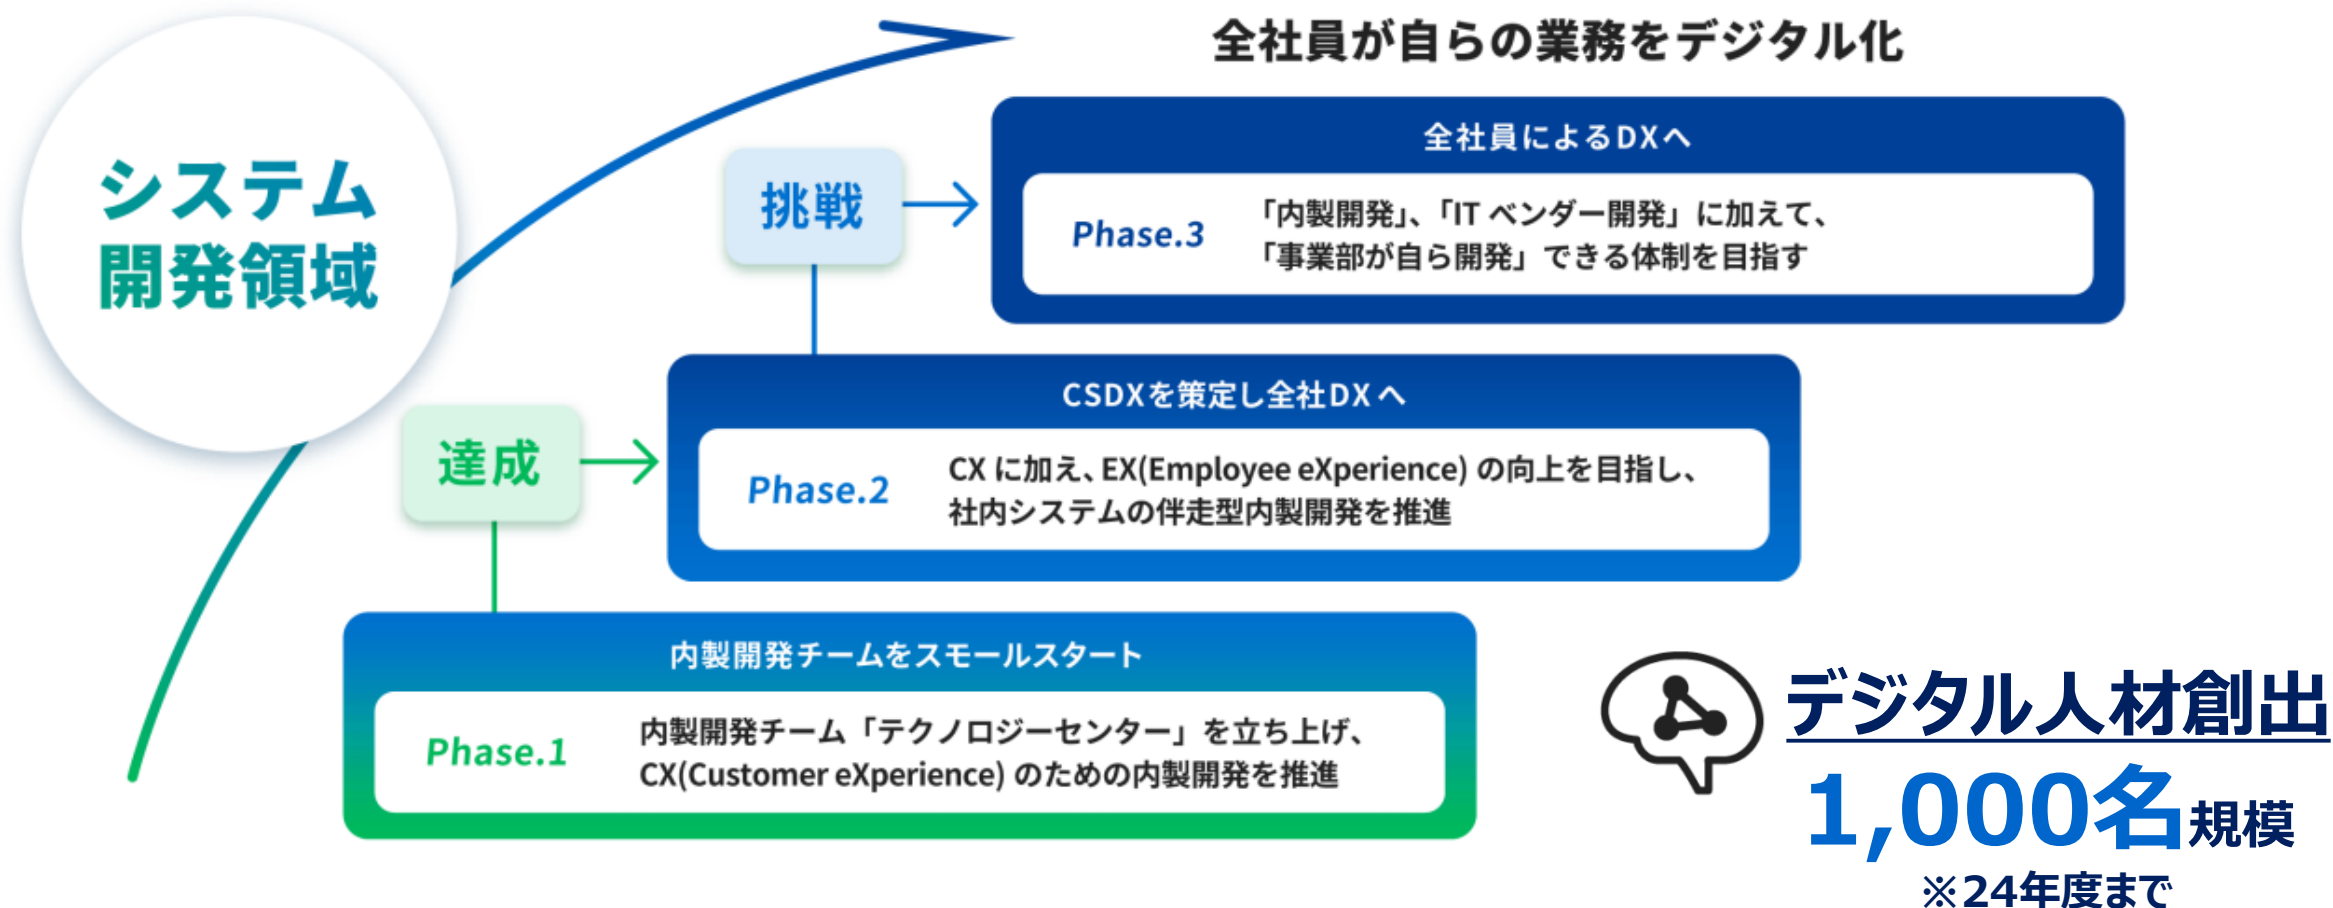 システム
開発領域
全社員が自らの業務をデジタル化
全社員によるDXへ
挑戦
Phase.3
「内製開発」、「IT ベンダー開発」に加えて、
「事業部が自ら開発」できる体制を目指す
CSDXを策定し全社DXへ
達成
Phase.2
CX に加え、EX(Employee eXperience) の向上を目指し、
社内システムの伴走型内製開発を推進
内製開発チームをスモールスタート
Phase.1
内製開発チーム「テクノロジーセンター」を立ち上げ、
CX(Customer eXperience) のための内製開発を推進
デジタル人材創出
1,000名規模
※24年度まで